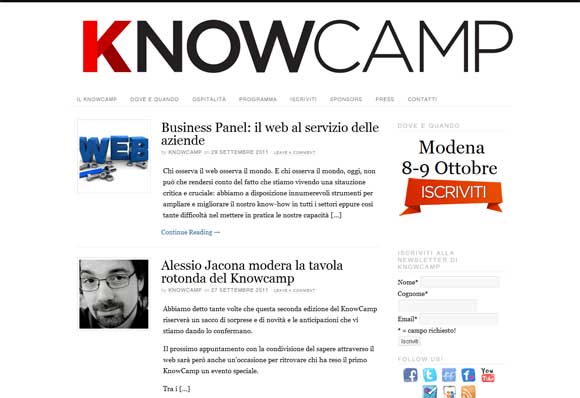 KNOWCAMP
IL KNOWCAMP DOVE E QUANDO OSPITALITÀ PROGRAMMA ISCRIVITI SPONSORS PRESS CONTATTI
WEB
Business Panel: il web al servizio delle
aziende
by KNOWCAMP on 29 SETTEMBRE 2011 · LEAVE A COMMENT
Chi osserva il web osserva il mondo. E chi osserva il mondo, oggi, non
può che rendersi conto del fatto che stiamo vivendo una sitauzione
critica e cruciale: abbiamo a disposizione innumerevoli strumenti per
ampliare e migliorare il nostro know-how in tutti i settori eppure così
tante difficoltà nel mettere in pratica le nostre capacità [...]
Continue Reading →
Alessio Jacona modera la tavola
rotonda del Knowcamp
by KNOWCAMP on 27 SETTEMBRE 2011 · LEAVE A COMMENT
Abbiamo detto tante volte che questa seconda edizione del KnowCamp
riserverà un sacco di sorprese e di novità e le anticipazioni che vi
stiamo dando lo confermano.
Il prossimo appuntamento con la condivisione del sapere attraverso il
web sarà però anche un'occasione per ritrovare chi ha reso il primo
KnowCamp un evento speciale.
Tra i [...]
DOVE E QUANDO
Modena
8-9 Ottobre
ISCRIVITI
ISCRIVITI ALLA
NEWSLETTER DI
KNOWCAMP
Nome*
Cognome*
Email*
* = campo richiesto!
Iscriviti
FOLLOW US!
You
Tube